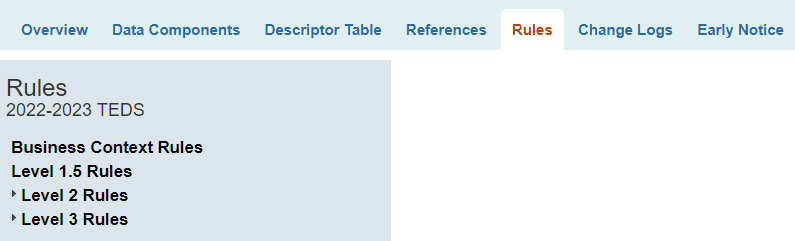 Overview Data Components Descriptor Table References Rules Change Logs Early Notice
Rules
2022-2023 TEDS
Business Context Rules
Level 1.5 Rules
Level 2 Rules
Level 3 Rules